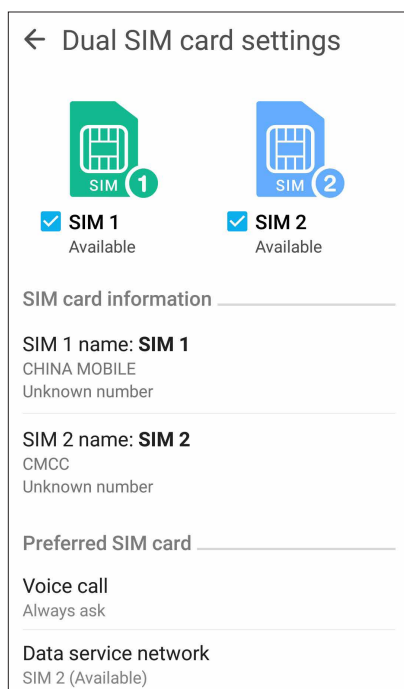 Dual SIM card settings
SIM 1 SIM 2
SIM 1 SIM 2
Available Available
SIM card information
SIM 1 name: SIM 1
CHINA MOBILE
Unknown number
SIM 2 name: SIM 2
CMCC
Unknown number
Preferred SIM card
Voice call
Always ask
Data service network
SIM 2 (Available)